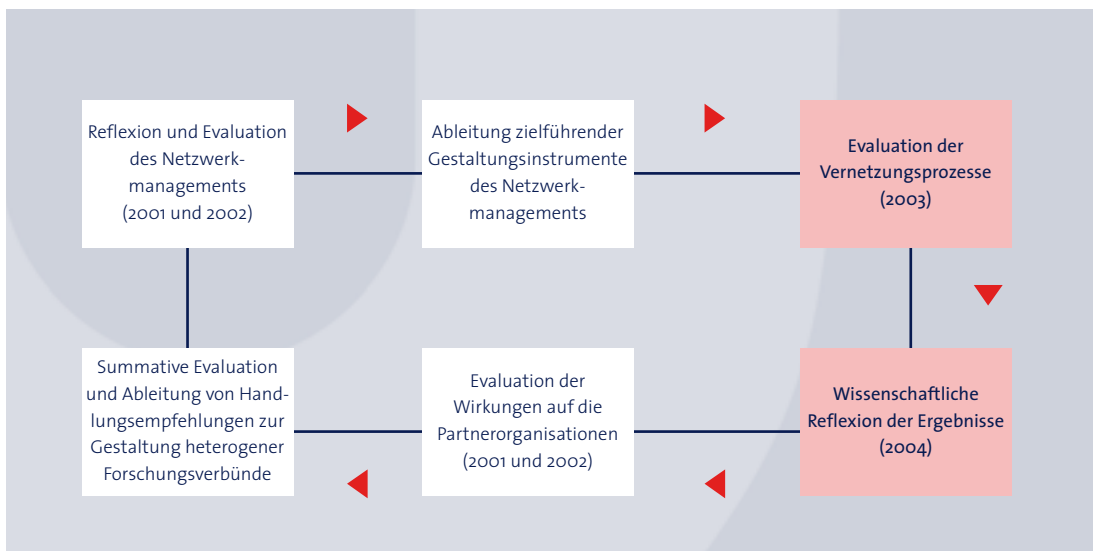 Reflexion und Evaluation
des Netzwerk-
managements
(2001 und 2002)
Ableitung zielführender
Gestaltungsinstrumente
des Netzwerk-
managements
Evaluation der
Vernetzungsprozesse
(2003)
Summative Evaluation
und Ableitung von Hand-
lungsempfehlungen zur
Gestaltung heterogener
Forschungsverbünde
Evaluation der
Wirkungen auf die
Partnerorganisationen
(2001 und 2002)
Wissenschaftliche
Reflexion der Ergebnisse
(2004)